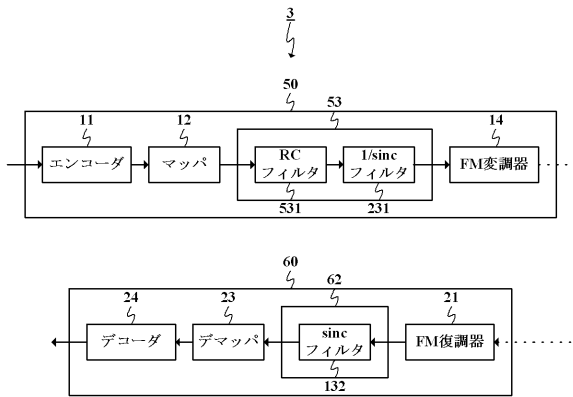 3
50
53
11
12
14
エンコーダ
マッパ
RC
フィルタ
1/sinc
フィルタ
FM変調器
531
231
60
62
24
23
21
デコーダ
デマッパ
sinc
フィルタ
FM復調器
132